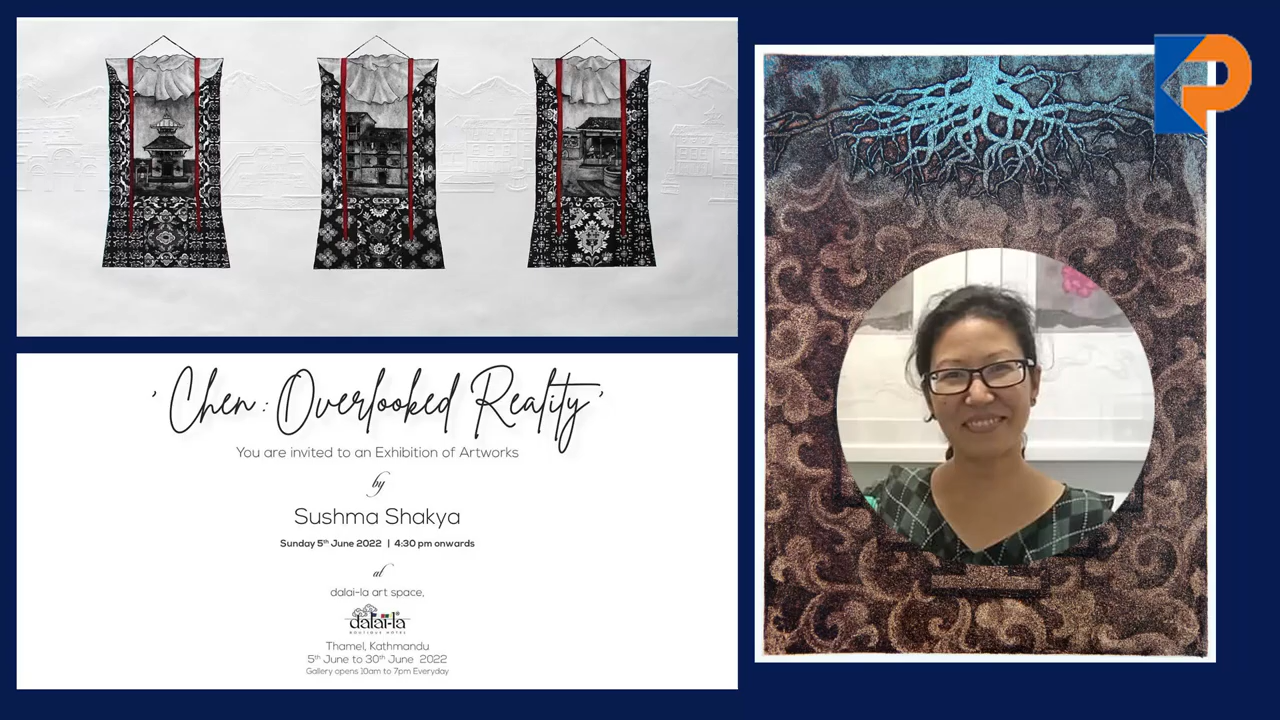 'Chen: Overlooked Reality'
You are invited to an Exhibition of Artworks
by
Sushma Shakya
Sunday 5th June 2022 | 4:30 pm onwards
at
dalai-la art space,
dalai-la
BOUTIQUE HOTEL
Thamel, Kathmandu
5th June to 30th June 2022
Gallery opens 10am to 7pm Everyday
KP